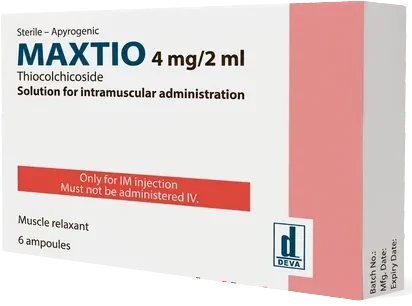 Sterile – Apyrogenic
MAXTIO 4 mg/2 ml
Thiocolchicoside
Solution for intramuscular administration
Only for IM injection
Must not be administered IV.
Muscle relaxant
6 ampoules
d
DEVA
Batch No.:
Mfg. Date:
Expiry Date: